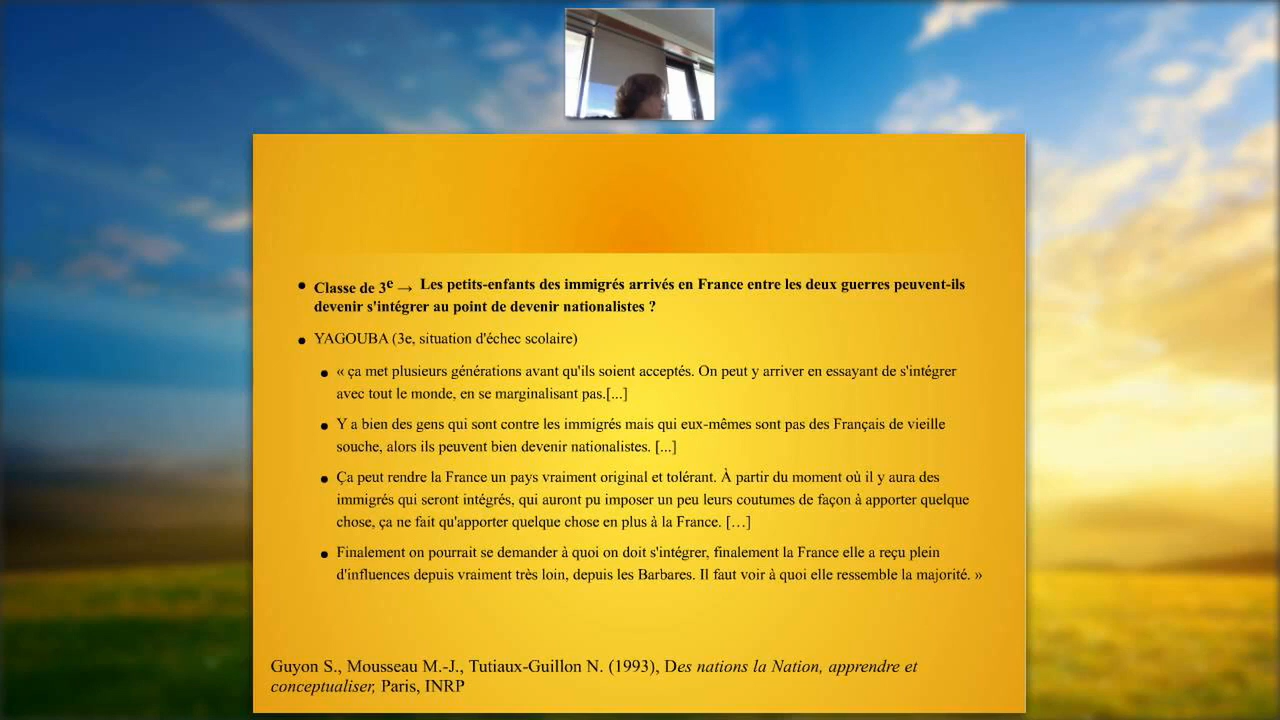 • Classe de 3e → Les petits-enfants des immigrés arrivés en France entre les deux guerres peuvent-ils
devenir s'intégrer au point de devenir nationalistes ?
• YAGOUBA (3e, situation d'échec scolaire)
• « ça met plusieurs générations avant qu'ils soient acceptés. On peut y arriver en essayant de s'intégrer
avec tout le monde, en se marginalisant pas.[...]
• Y a bien des gens qui sont contre les immigrés mais qui eux-mêmes sont pas des Français de vieille
souche, alors ils peuvent bien devenir nationalistes. [...]
• Ça peut rendre la France un pays vraiment original et tolérant. À partir du moment où il y aura des
immigrés qui seront intégrés, qui auront pu imposer un peu leurs coutumes de façon à apporter quelque
chose, ça ne fait qu'apporter quelque chose en plus à la France. […]
• Finalement on pourrait se demander à quoi on doit s'intégrer, finalement la France elle a reçu plein
d'influences depuis vraiment très loin, depuis les Barbares. Il faut voir à quoi elle ressemble la majorité. »
Guyon S., Mousseau M.-J., Tutiaux-Guillon N. (1993), Des nations la Nation, apprendre et
conceptualiser, Paris, INRP